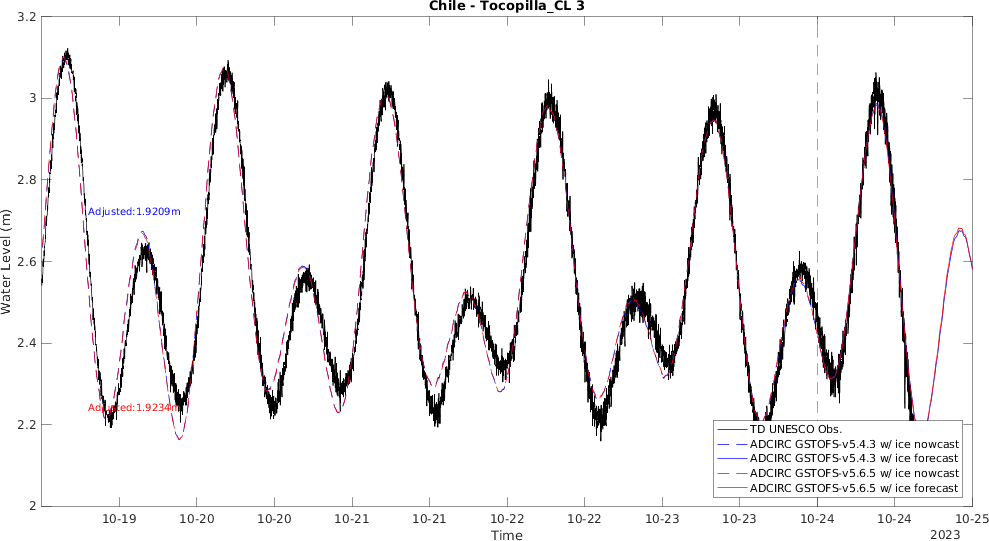 Chile - Tocopilla_CL 3
3.2
3
2.8
2.6
2.4
2.2
2
Water Level (m)
Adjusted:1.9209m
Adjusted:1.9234m
TD UNESCO Obs.
ADCIRC GSTOFS-v5.4.3 w/ ice nowcast
ADCIRC GSTOFS-v5.4.3 w/ ice forecast
ADCIRC GSTOFS-v5.6.5 w/ ice nowcast
ADCIRC GSTOFS-v5.6.5 w/ ice forecast
10-19 10-20 10-20 10-21 10-21 10-22 10-22 10-23 10-23 10-24 10-24 10-25
Time
2023